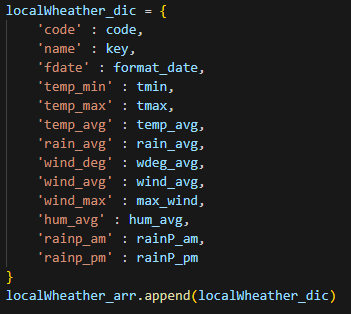 localWheather_dic = {
    'code' : code,
    'name' : key,
    'fdate' : format_date,
    'temp_min' : tmin,
    'temp_max' : tmax,
    'temp_avg' : temp_avg,
    'rain_avg' : rain_avg,
    'wind_deg' : wdeg_avg,
    'wind_avg' : wind_avg,
    'wind_max' : max_wind,
    'hum_avg' : hum_avg,
    'rainp_am' : rainP_am,
    'rainp_pm' : rainP_pm
}
localWheather_arr.append(localWheather_dic)